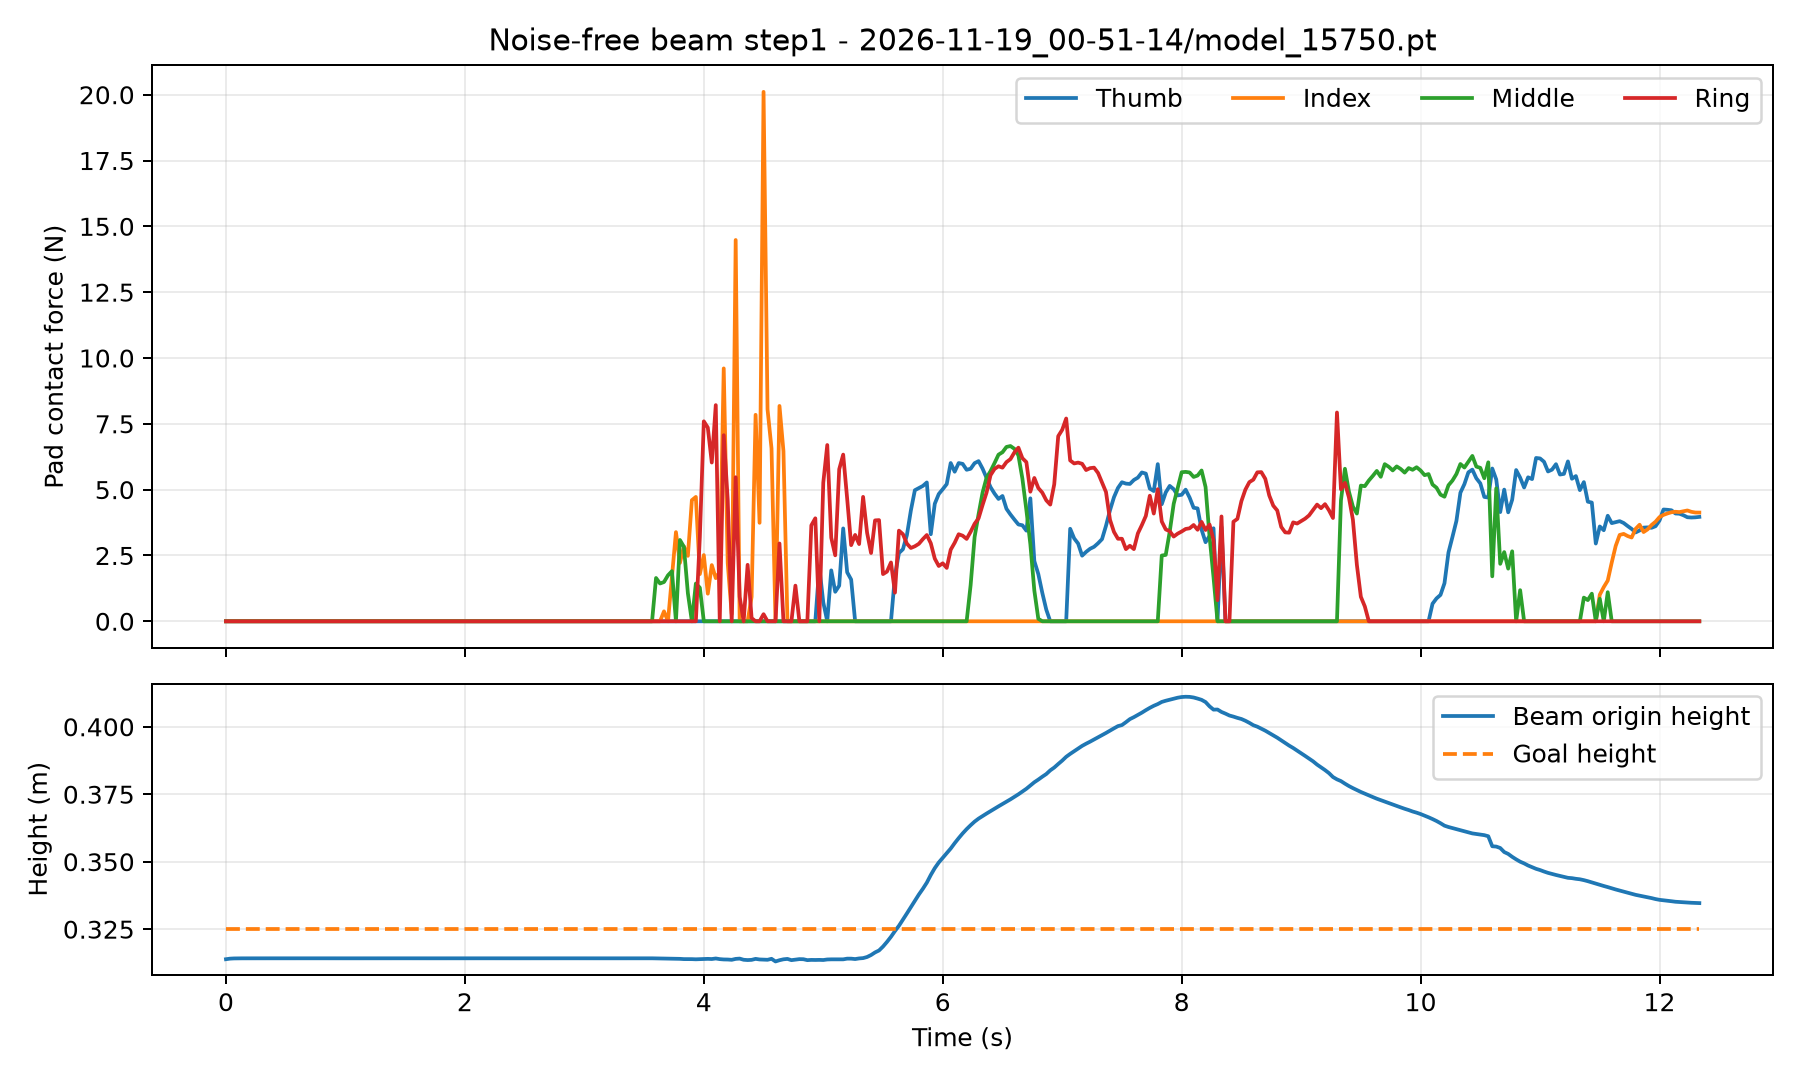 Noise-free beam step1 - 2026-11-19_00-51-14/model_15750.pt
Thumb Index Middle Ring
Pad contact force (N)
20.0
17.5
15.0
12.5
10.0
7.5
5.0
2.5
0.0
Beam origin height
Goal height
Height (m)
0.400
0.375
0.350
0.325
0 2 4 6 8 10 12
Time (s)